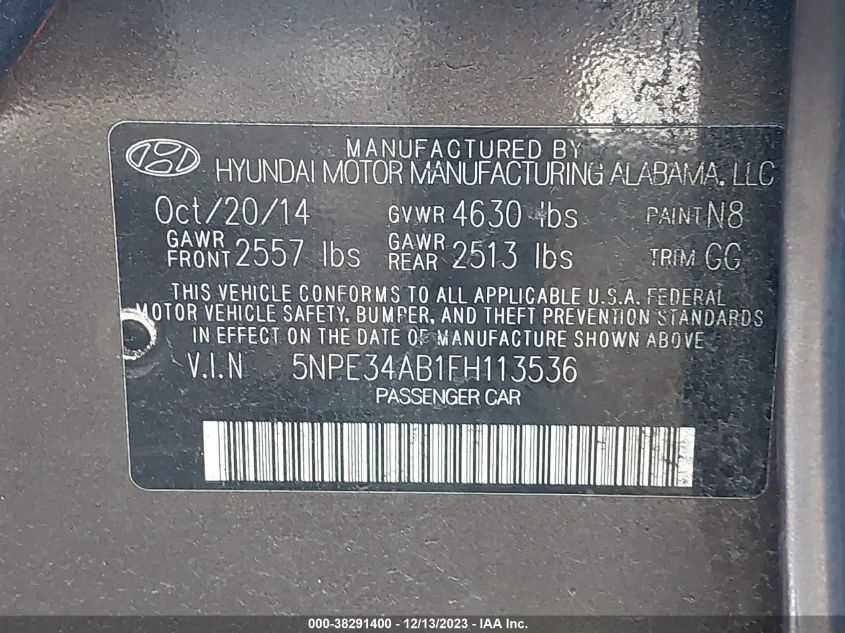 MANUFACTURED BY
HYUNDAI MOTOR MANUFACTURING ALABAMA, LLC
Oct/20/14 GVWR 4630 lbs PAINT N8
GAWR FRONT 2557 lbs GAWR REAR 2513 lbs TRIM GG
THIS VEHICLE CONFORMS TO ALL APPLICABLE U.S.A. FEDERAL
MOTOR VEHICLE SAFETY, BUMPER, AND THEFT PREVENTION STANDARDS
IN EFFECT ON THE DATE OF MANUFACTURE SHOWN ABOVE
V.I.N 5NPE34AB1FH113536
PASSENGER CAR
000-38291400 - 12/13/2023 - IAA Inc.